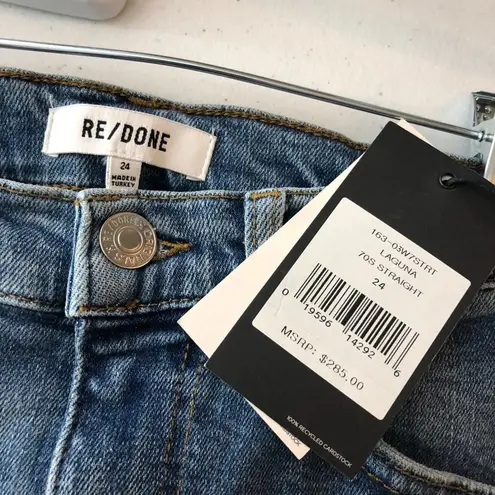 RE/DONE
24
MADE IN
TURKEY
163-03W7STRT
LAGUNA
70S STRAIGHT
24
0 19596 14292 6
MSRP: $285.00
100% RECYCLED CARDSTOCK